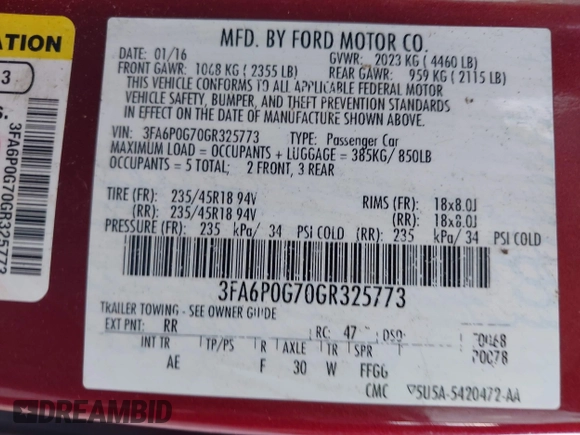 MFD. BY FORD MOTOR CO.
DATE: 01/16
GVWR: 2023 KG ( 4460 LB)
FRONT GAWR: 1068 KG ( 2355 LB)
REAR GAWR: 959 KG ( 2115 LB)
THIS VEHICLE CONFORMS TO ALL APPLICABLE FEDERAL MOTOR
VEHICLE SAFETY, BUMPER, AND THEFT PREVENTION STANDARDS
IN EFFECT ON THE DATE OF MANUFACTURE SHOWN ABOVE.
VIN: 3FA6P0G70GR325773 TYPE: Passenger Car
MAXIMUM LOAD = OCCUPANTS + LUGGAGE = 385KG/ 850LB
OCCUPANTS = 5 TOTAL; 2 FRONT, 3 REAR
TIRE (FR): 235/45R18 94V RIMS (FR): 18x8.0J
(RR): 235/45R18 94V (RR): 18x8.0J
PRESSURE (FR): 235 kPa/ 34 PSI COLD (RR): 235 kPa/ 34 PSI COLD
3FA6P0G70GR325773
TRAILER TOWING - SEE OWNER GUIDE
EXT PNT: RR RC: 47 DSO:
INT TR TP/PS R AXLE TR SPR
AE F 30 W FFGG
CMC 5U5A-5420472-AA
3FA6P0G70GR325773
DREAMBID